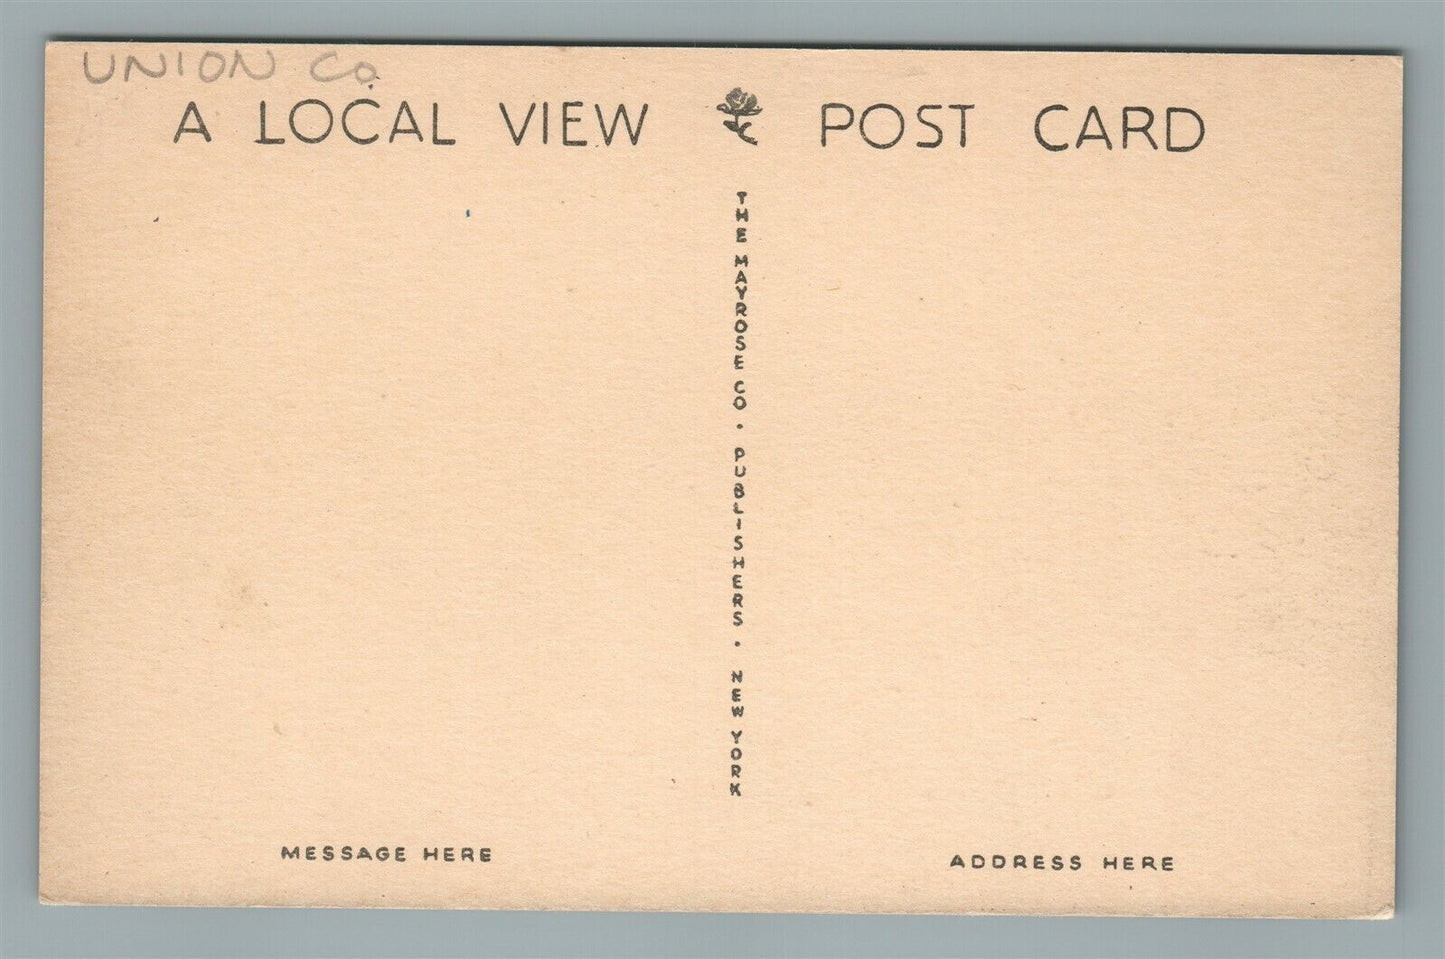 UNION CO.
A LOCAL VIEW POST CARD
THE MAYROSE CO · PUBLISHERS · NEW YORK
MESSAGE HERE
ADDRESS HERE